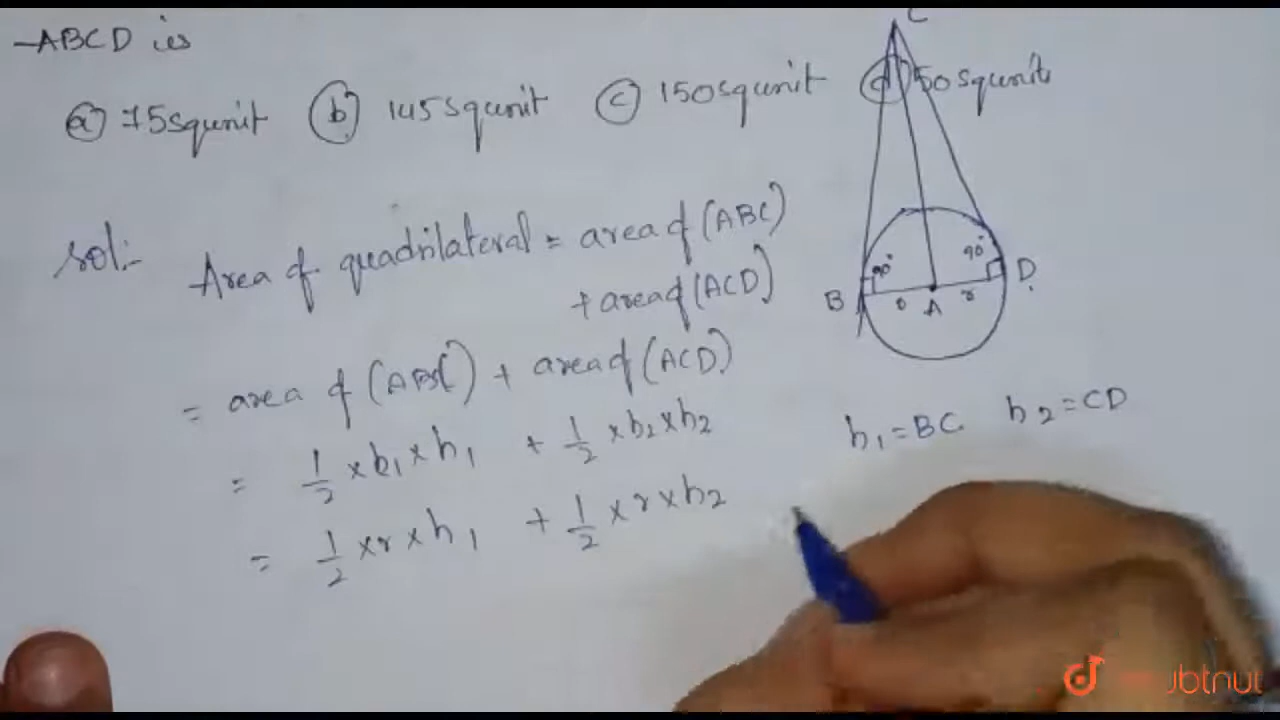 -ABCD ies
(a) 75squnit (b) 145squnit (c) 150squnit (d) 50squnit
sol:- Area of quadrilateral = area of (ABC)
+ area of (ACD)
= area of (ABC) + area of (ACD)
= 1/2 × b1 × h1 + 1/2 × b2 × h2
= 1/2 × r × h1 + 1/2 × r × h2
C
90°
90°
B
r
A
r
D
h1 = BC h2 = CD